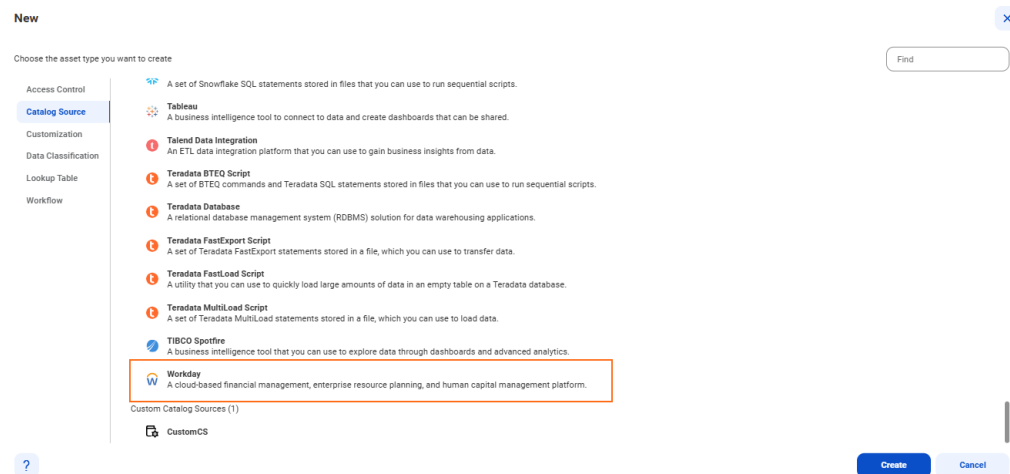 New
Choose the asset type you want to create
Find
Access Control
Catalog Source
Customization
Data Classification
Lookup Table
Workflow
A set of Snowflake SQL statements stored in files that you can use to run sequential scripts.
Tableau
A business intelligence tool to connect to data and create dashboards that can be shared.
Talend Data Integration
An ETL data integration platform that you can use to gain business insights from data.
Teradata BTEQ Script
A set of BTEQ commands and Teradata SQL statements stored in files that you can use to run sequential scripts.
Teradata Database
A relational database management system (RDBMS) solution for data warehousing applications.
Teradata FastExport Script
A set of Teradata FastExport statements stored in a file, which you can use to transfer data.
Teradata FastLoad Script
A utility that you can use to quickly load large amounts of data in an empty table on a Teradata database.
Teradata MultiLoad Script
A set of Teradata MultiLoad statements stored in a file, which you can use to load data.
TIBCO Spotfire
A business intelligence tool that you can use to explore data through dashboards and advanced analytics.
Workday
A cloud-based financial management, enterprise resource planning, and human capital management platform.
Custom Catalog Sources (1)
CustomCS
?
Create
Cancel